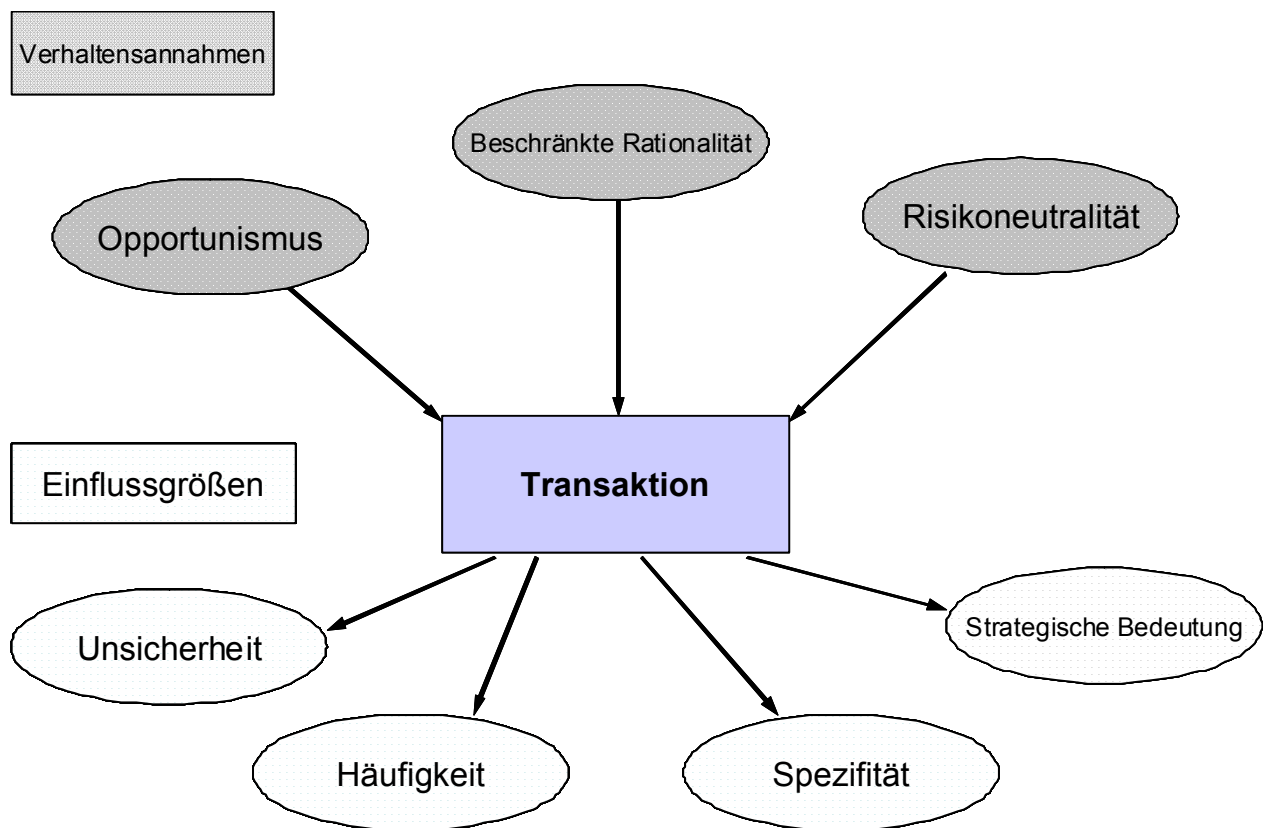 Verhaltensannahmen
Beschränkte Rationalität
Risikoneutralität
Opportunismus
Transaktion
Einflussgrößen
Unsicherheit
Strategische Bedeutung
Häufigkeit
Spezifität